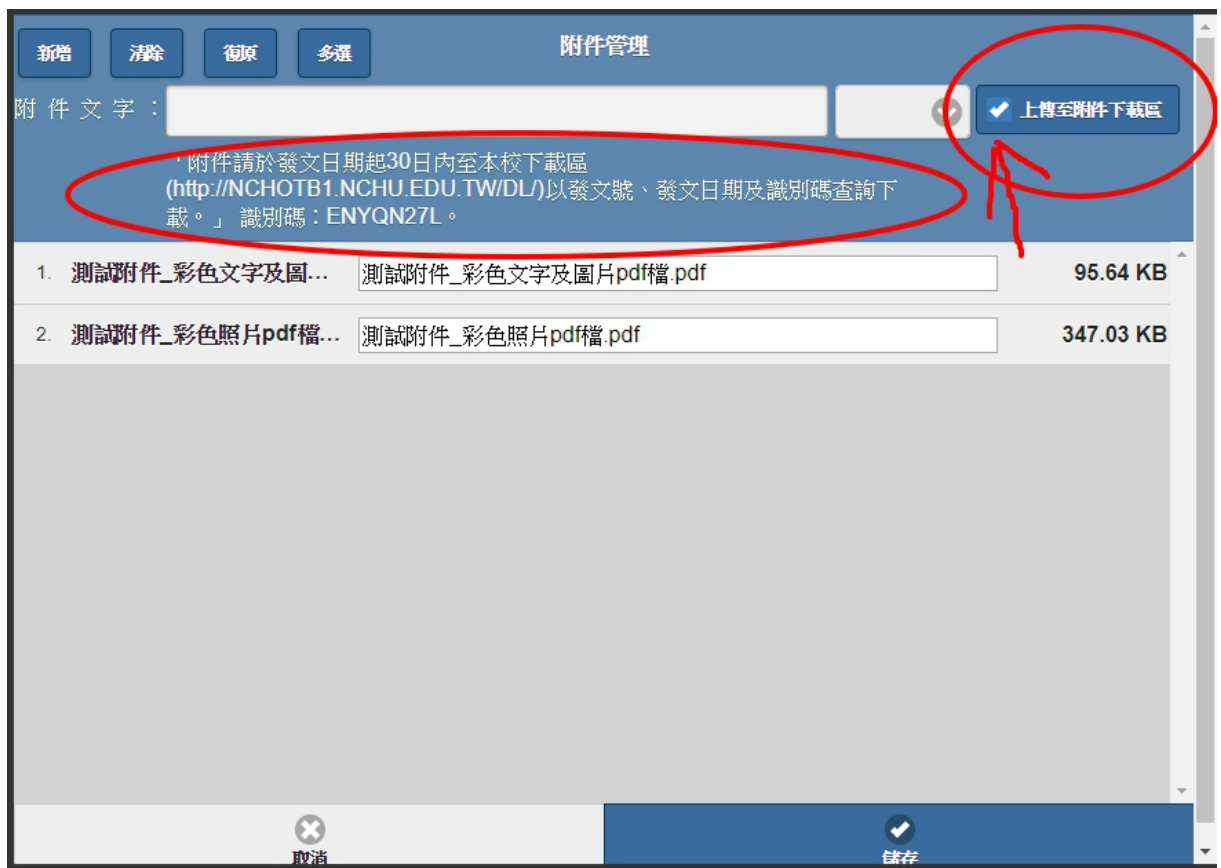 新增 清除 復原 多選 附件管理
附件文字： 上傳至附件下載區
「附件請於發文日期起30日內至本校下載區
(http://NCHOTB1.NCHU.EDU.TW/DL/)以發文號、發文日期及識別碼查詢下
載。」 識別碼：ENYQN27L。
1. 測試附件_彩色文字及圖... 測試附件_彩色文字及圖片pdf檔.pdf 95.64 KB
2. 測試附件_彩色照片pdf檔... 測試附件_彩色照片pdf檔.pdf 347.03 KB
取消 儲存